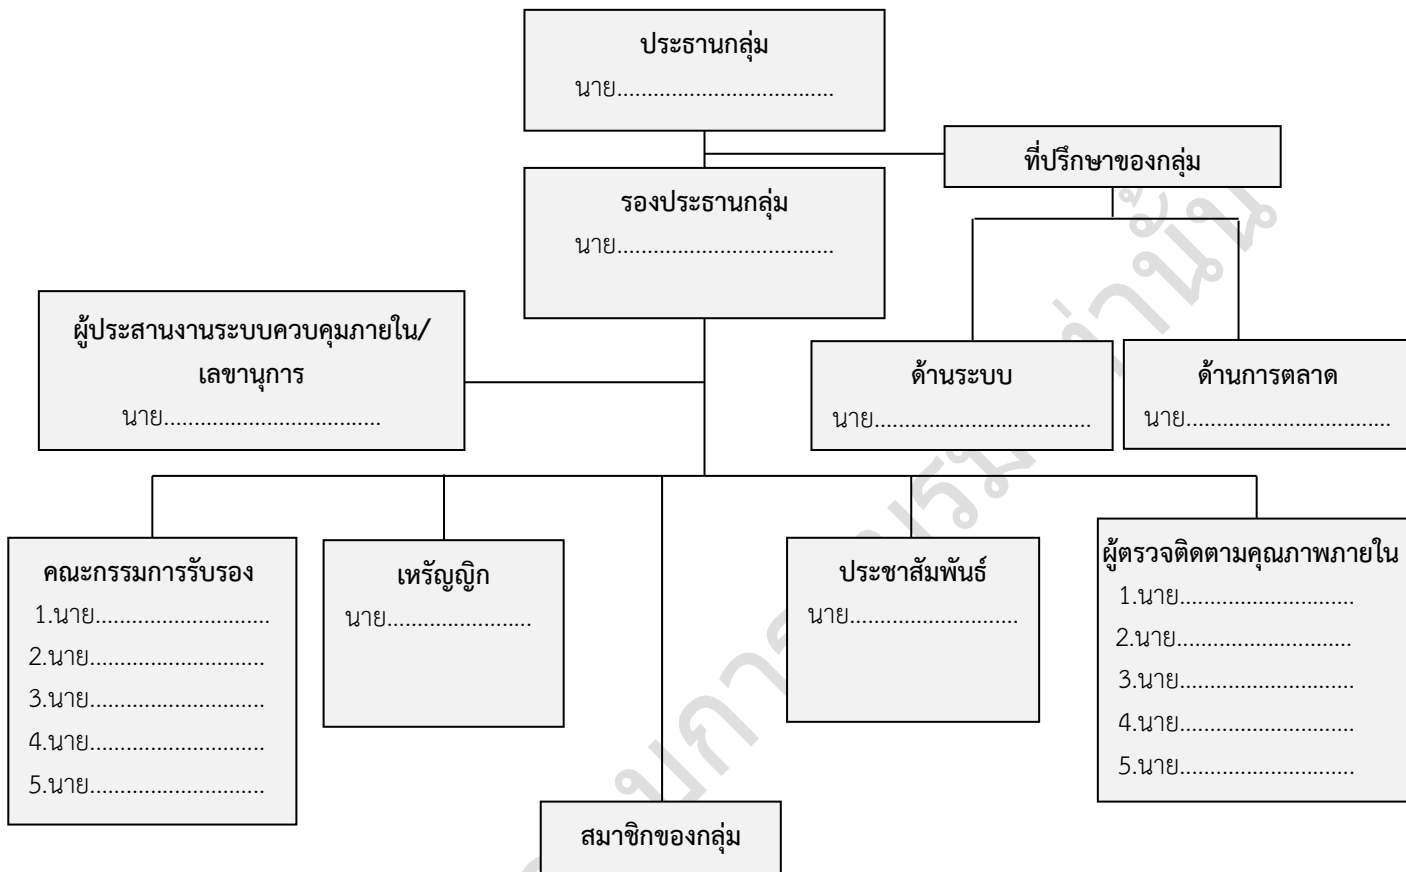 ประธานกลุ่ม
นาย....................................
ที่ปรึกษาของกลุ่ม
รองประธานกลุ่ม
นาย....................................
ผู้ประสานงานระบบควบคุมภายใน/
เลขานุการ
นาย....................................
ด้านระบบ
นาย....................................
ด้านการตลาด
นาย....................................
คณะกรรมการรับรอง
1.นาย.............................
2.นาย.............................
3.นาย.............................
4.นาย.............................
5.นาย.............................
เหรัญญิก
นาย........................
ประชาสัมพันธ์
นาย............................
ผู้ตรวจติดตามคุณภาพภายใน
1.นาย.............................
2.นาย.............................
3.นาย.............................
4.นาย.............................
5.นาย.............................
สมาชิกของกลุ่ม